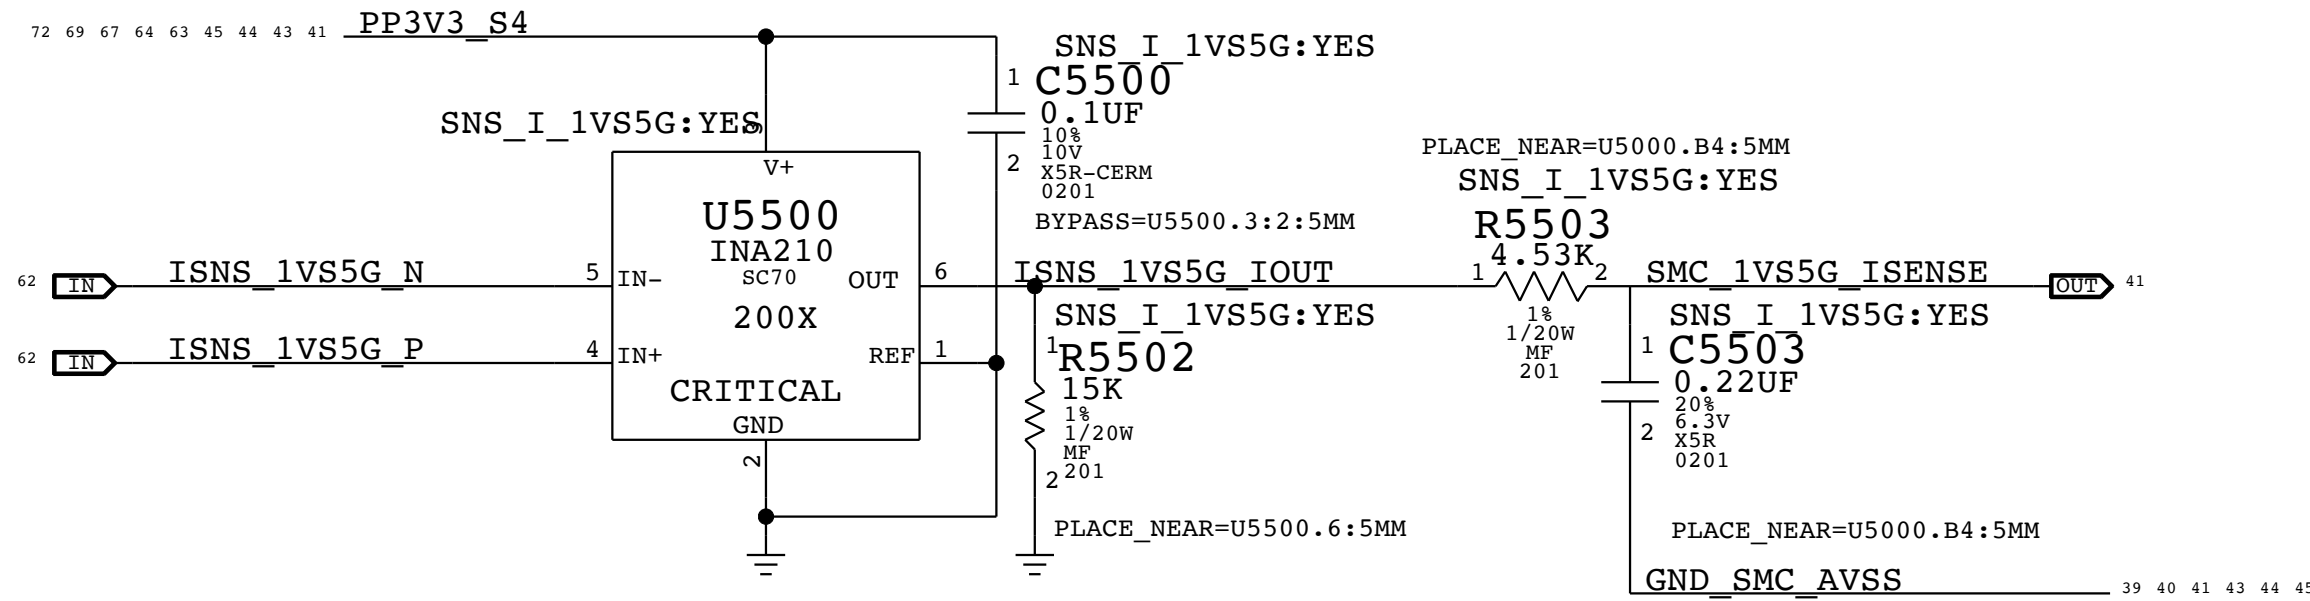 72 69 67 64 63 45 44 43 41 PP3V3_S4
SNS_I_1VS5G:YES
1
C5500
0.1UF
10%
10V
2
X5R-CERM
0201
BYPASS=U5500.3:2:5MM
SNS_I_1VS5G:YES
3
V+
U5500
INA210
SC70
200X
CRITICAL
GND
2
62 IN ISNS_1VS5G_N 5 IN-
62 IN ISNS_1VS5G_P 4 IN+
OUT 6 ISNS_1VS5G_IOUT
REF 1
SNS_I_1VS5G:YES
1
R5502
15K
1%
1/20W
MF
201
2
PLACE_NEAR=U5500.6:5MM
PLACE_NEAR=U5000.B4:5MM
SNS_I_1VS5G:YES
R5503
4.53K
1 2
1%
1/20W
MF
201
SMC_1VS5G_ISENSE OUT 41
SNS_I_1VS5G:YES
1
C5503
0.22UF
20%
6.3V
2
X5R
0201
PLACE_NEAR=U5000.B4:5MM
GND_SMC_AVSS 39 40 41 43 44 45